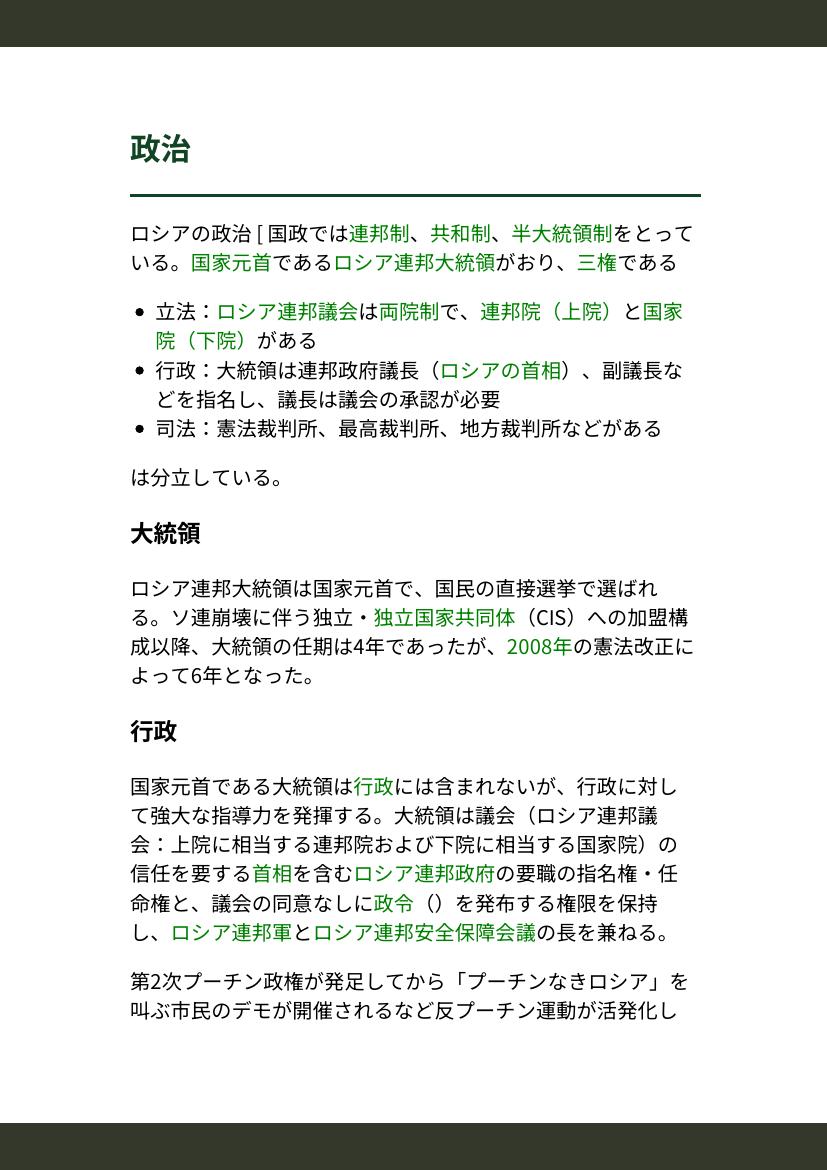 政治
ロシアの政治 [ 国政では連邦制、共和制、半大統領制をとって
いる。国家元首であるロシア連邦大統領がおり、三権である
• 立法：ロシア連邦議会は両院制で、連邦院（上院）と国家
院（下院）がある
• 行政：大統領は連邦政府議長（ロシアの首相）、副議長な
どを指名し、議長は議会の承認が必要
• 司法：憲法裁判所、最高裁判所、地方裁判所などがある
は分立している。
大統領
ロシア連邦大統領は国家元首で、国民の直接選挙で選ばれ
る。ソ連崩壊に伴う独立・独立国家共同体（CIS）への加盟構
成以降、大統領の任期は4年であったが、2008年の憲法改正に
よって6年となった。
行政
国家元首である大統領は行政には含まれないが、行政に対し
て強大な指導力を発揮する。大統領は議会（ロシア連邦議
会：上院に相当する連邦院および下院に相当する国家院）の
信任を要する首相を含むロシア連邦政府の要職の指名権・任
命権と、議会の同意なしに政令（）を発布する権限を保持
し、ロシア連邦軍とロシア連邦安全保障会議の長を兼ねる。
第2次プーチン政権が発足してから「プーチンなきロシア」を
叫ぶ市民のデモが開催されるなど反プーチン運動が活発化し